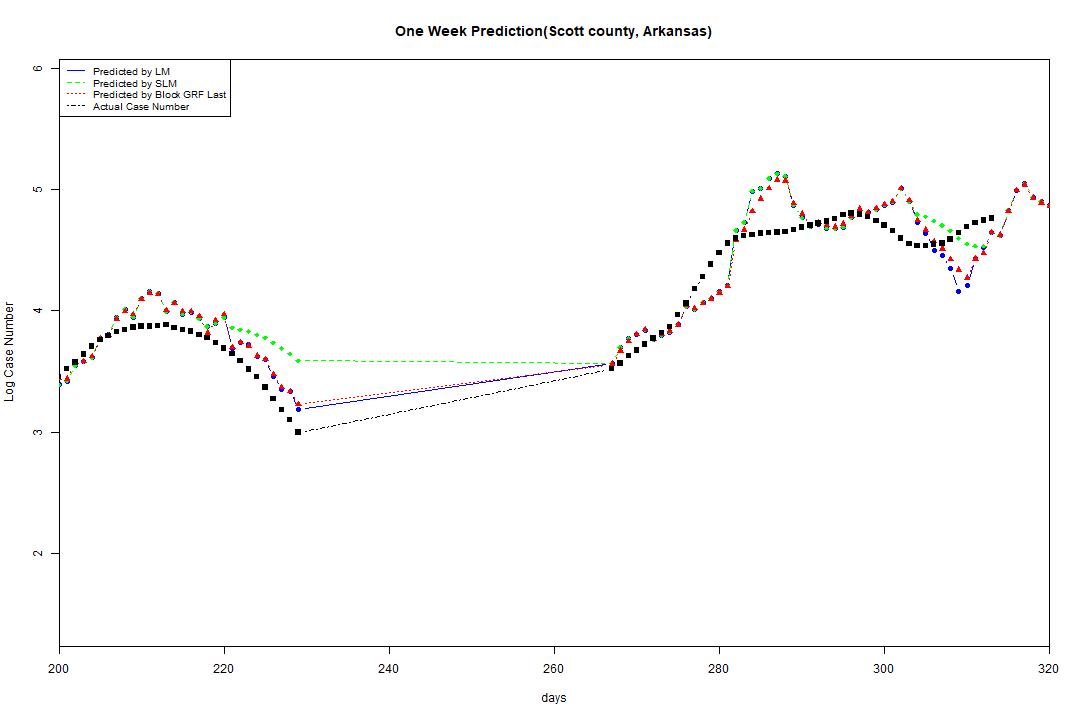 One Week Prediction(Scott county, Arkansas)
Predicted by LM
Predicted by SLM
Predicted by Block GRF Last
Actual Case Number
6
5
4
3
2
Log Case Number
200 220 240 260 280 300 320
days